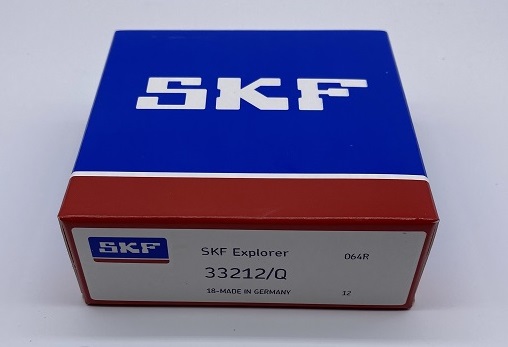 SKF
SKF
SKF Explorer
064R
33212/Q
18-MADE IN GERMANY
12